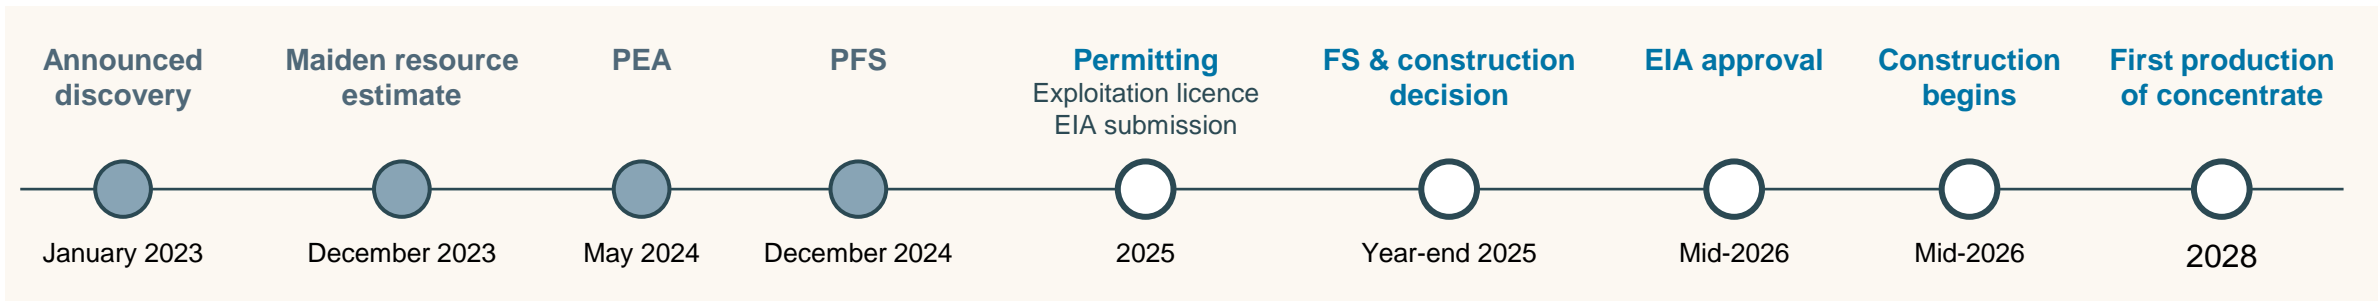 Announced
discovery
January 2023
Maiden resource
estimate
December 2023
PEA
May 2024
PFS
December 2024
Permitting
Exploitation licence
EIA submission
2025
FS & construction
decision
Year-end 2025
EIA approval
Mid-2026
Construction
begins
Mid-2026
First production
of concentrate
2028